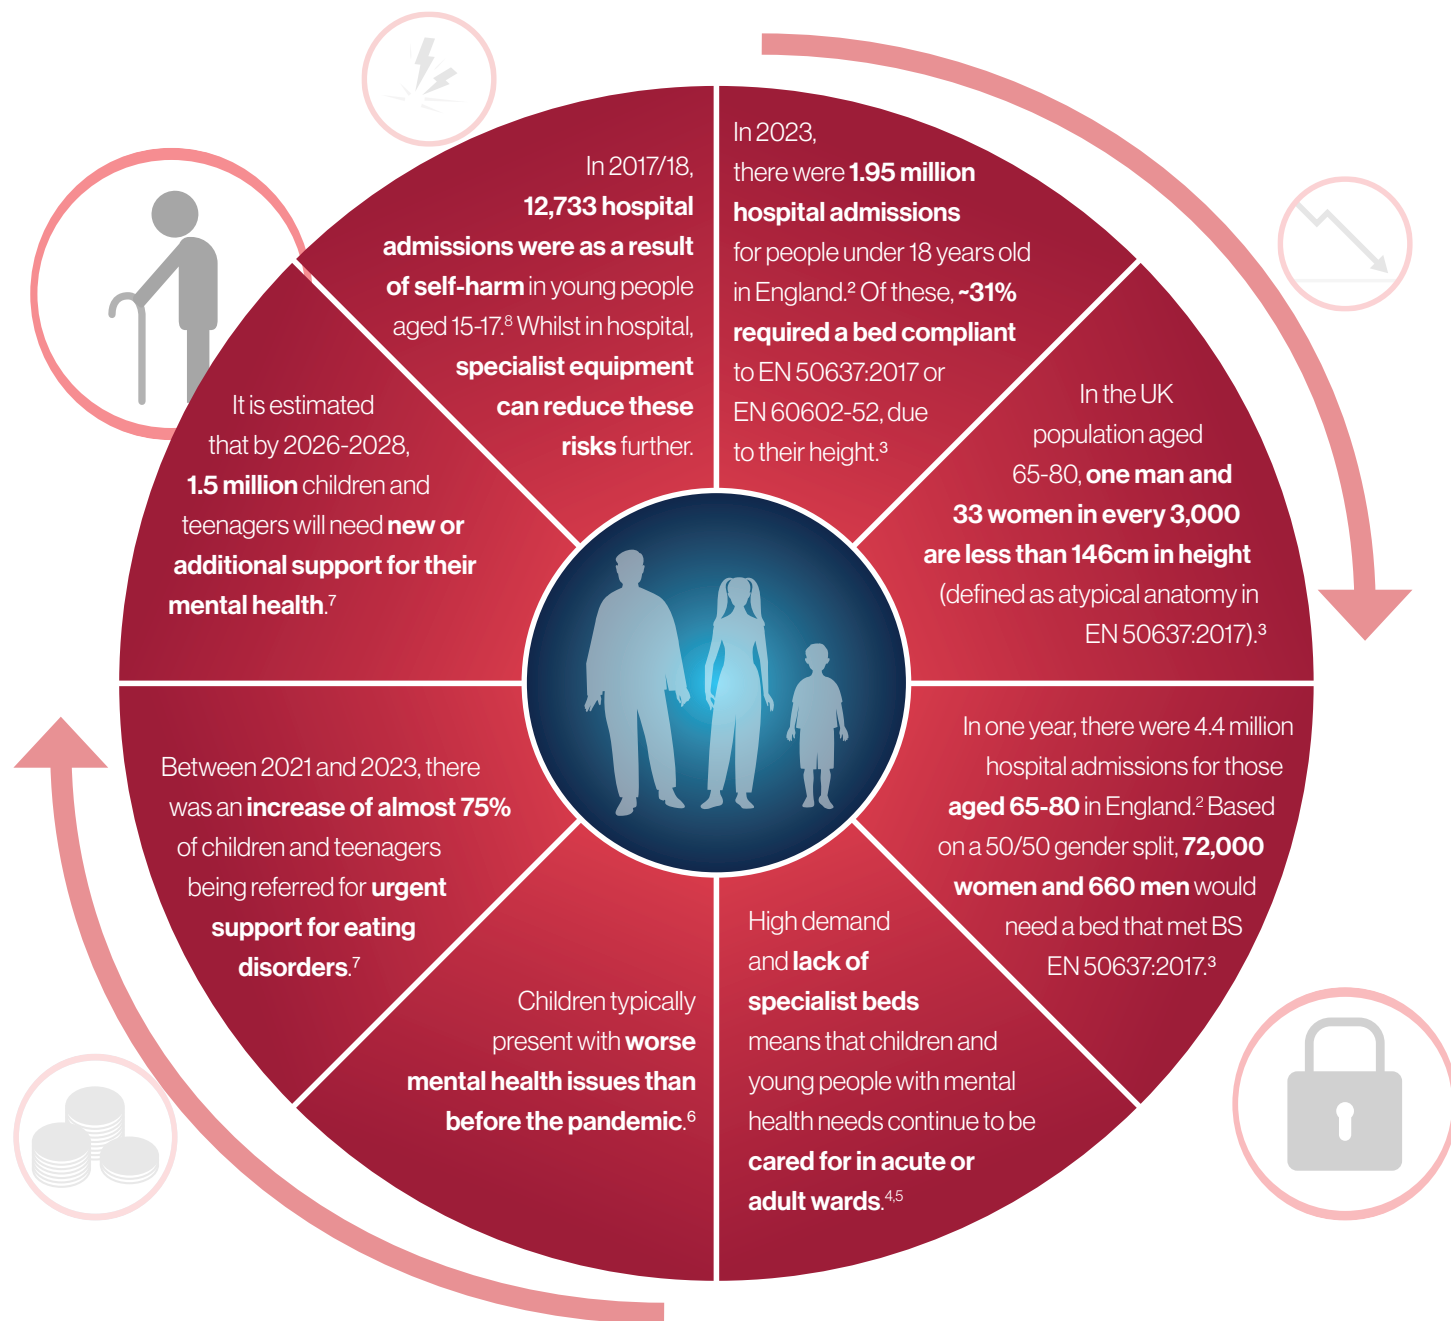 In 2023,
there were 1.95 million
hospital admissions
for people under 18 years old
in England.² Of these, ~31%
required a bed compliant
to EN 50637:2017 or
EN 60602-52, due
to their height.³
In the UK
population aged
65-80, one man and
33 women in every 3,000
are less than 146cm in height
(defined as atypical anatomy in
EN 50637:2017).³
In one year, there were 4.4 million
hospital admissions for those
aged 65-80 in England.² Based
on a 50/50 gender split, 72,000
women and 660 men would
need a bed that met BS
EN 50637:2017.³
High demand
and lack of
specialist beds
means that children and
young people with mental
health needs continue to be
cared for in acute or
adult wards.⁴,⁵
Children typically
present with worse
mental health issues than
before the pandemic.⁶
Between 2021 and 2023, there
was an increase of almost 75%
of children and teenagers
being referred for urgent
support for eating
disorders.⁷
It is estimated
that by 2026-2028,
1.5 million children and
teenagers will need new or
additional support for their
mental health.⁷
In 2017/18,
12,733 hospital
admissions were as a result
of self-harm in young people
aged 15-17.⁸ Whilst in hospital,
specialist equipment
can reduce these
risks further.